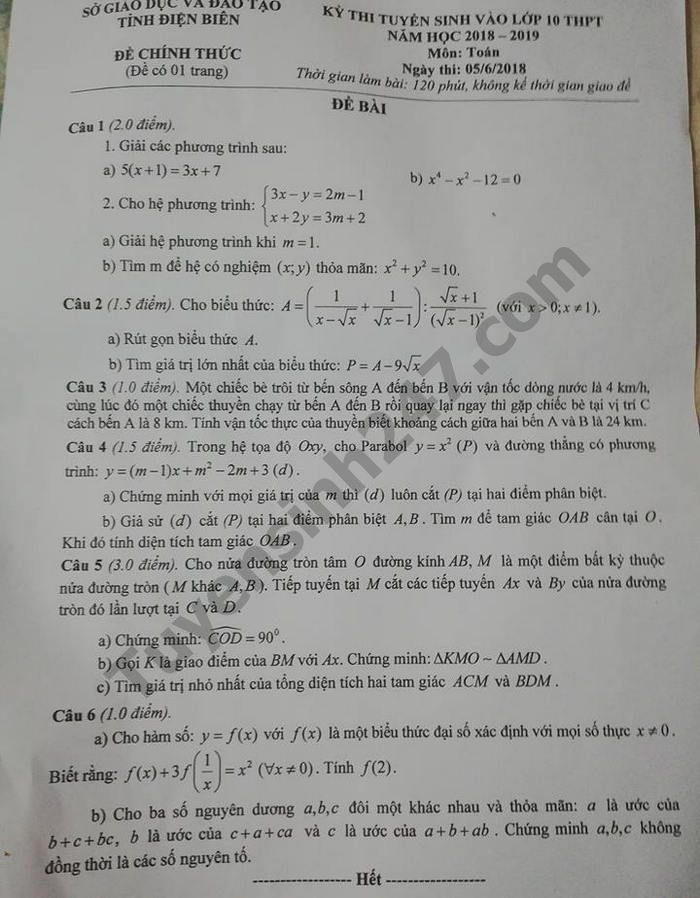 SỞ GIÁO DỤC VÀ ĐÀO TẠO
TỈNH ĐIỆN BIÊN
ĐỀ CHÍNH THỨC
(Đề có 01 trang)
KỲ THI TUYỂN SINH VÀO LỚP 10 THPT
NĂM HỌC 2018 – 2019
Môn: Toán
Ngày thi: 05/6/2018
Thời gian làm bài: 120 phút, không kể thời gian giao đề
ĐỀ BÀI
Câu 1 (2.0 điểm).
1. Giải các phương trình sau:
a) 5(x+1) = 3x+7
b) x⁴ – x² –12 = 0
2. Cho hệ phương trình: { 3x – y = 2m – 1
x + 2y = 3m + 2
a) Giải hệ phương trình khi m = 1.
b) Tìm m để hệ có nghiệm (x; y) thỏa mãn: x² + y² = 10.
Câu 2 (1.5 điểm). Cho biểu thức: A = (1/(x–√x) + 1/(√x–1)) : (√x+1)/(√x–1)² (với x > 0; x ≠ 1).
a) Rút gọn biểu thức A.
b) Tìm giá trị lớn nhất của biểu thức: P = A – 9√x
Câu 3 (1.0 điểm). Một chiếc bè trôi từ bến sông A đến bến B với vận tốc dòng nước là 4 km/h,
cùng lúc đó một chiếc thuyền chạy từ bến A đến B rồi quay lại ngay thì gặp chiếc bè tại vị trí C
cách bến A là 8 km. Tính vận tốc thực của thuyền biết khoảng cách giữa hai bến A và B là 24 km.
Câu 4 (1.5 điểm). Trong hệ tọa độ Oxy, cho Parabol y = x² (P) và đường thẳng có phương
trình: y = (m–1)x + m² – 2m + 3 (d).
a) Chứng minh với mọi giá trị của m thì (d) luôn cắt (P) tại hai điểm phân biệt.
b) Giả sử (d) cắt (P) tại hai điểm phân biệt A, B. Tìm m để tam giác OAB cân tại O.
Khi đó tính diện tích tam giác OAB.
Câu 5 (3.0 điểm). Cho nửa đường tròn tâm O đường kính AB, M là một điểm bất kỳ thuộc
nửa đường tròn ( M khác A, B ). Tiếp tuyến tại M cắt các tiếp tuyến Ax và By của nửa đường
tròn đó lần lượt tại C và D.
a) Chứng minh: COD = 90⁰.
b) Gọi K là giao điểm của BM với Ax. Chứng minh: ΔKMO ~ ΔAMD.
c) Tìm giá trị nhỏ nhất của tổng diện tích hai tam giác ACM và BDM.
Câu 6 (1.0 điểm).
a) Cho hàm số: y = f(x) với f(x) là một biểu thức đại số xác định với mọi số thực x ≠ 0.
Biết rằng: f(x) + 3f(1/x) = x² (∀x ≠ 0). Tính f(2).
b) Cho ba số nguyên dương a,b,c đôi một khác nhau và thỏa mãn: a là ước của
b+c+bc, b là ước của c+a+ca và c là ước của a+b+ab. Chứng minh a,b,c không
đồng thời là các số nguyên tố.
------------------- Hết -------------------
Tuyensinh247.com